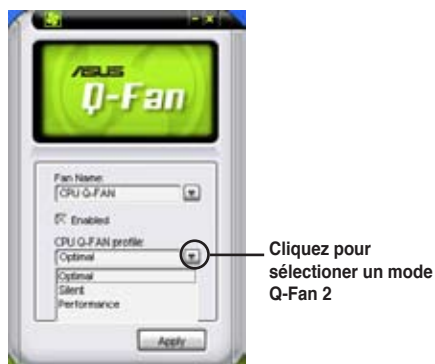 ASUS
Q-Fan
Fan Name:
CPU Q-FAN
Enabled
CPU Q-FAN profile:
Optimal
Optimal
Silent
Performance
Apply
Cliquez pour
sélectioner un mode
Q-Fan 2